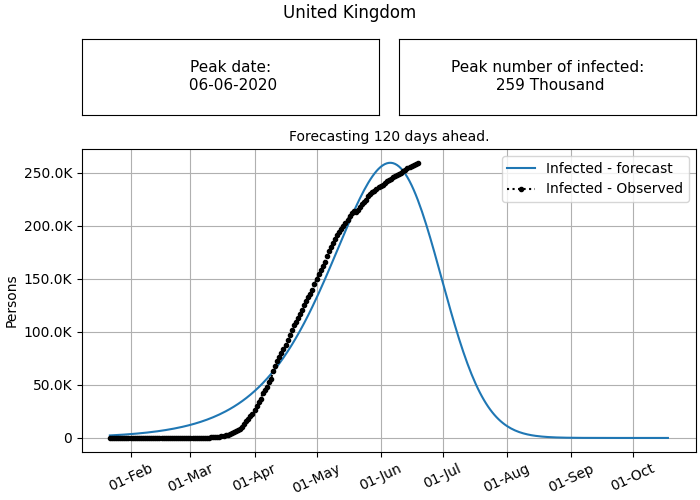 United Kingdom
Peak date:
06-06-2020
Peak number of infected:
259 Thousand
Forecasting 120 days ahead.
Infected - forecast
Infected - Observed
Persons
250.0K
200.0K
150.0K
100.0K
50.0K
0
01-Feb
01-Mar
01-Apr
01-May
01-Jun
01-Jul
01-Aug
01-Sep
01-Oct